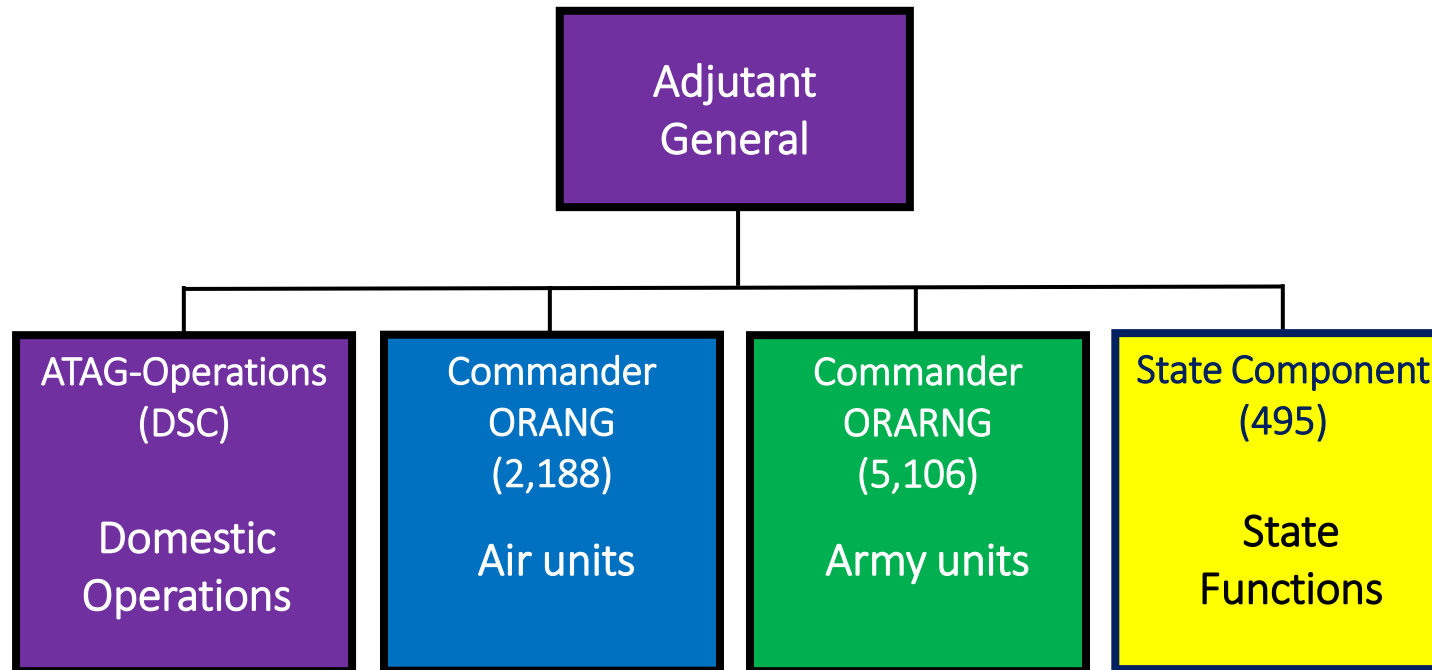 Adjutant
General
ATAG-Operations
(DSC)
Domestic
Operations
Commander
ORANG
(2,188)
Air units
Commander
ORARNG
(5,106)
Army units
State Component
(495)
State
Functions